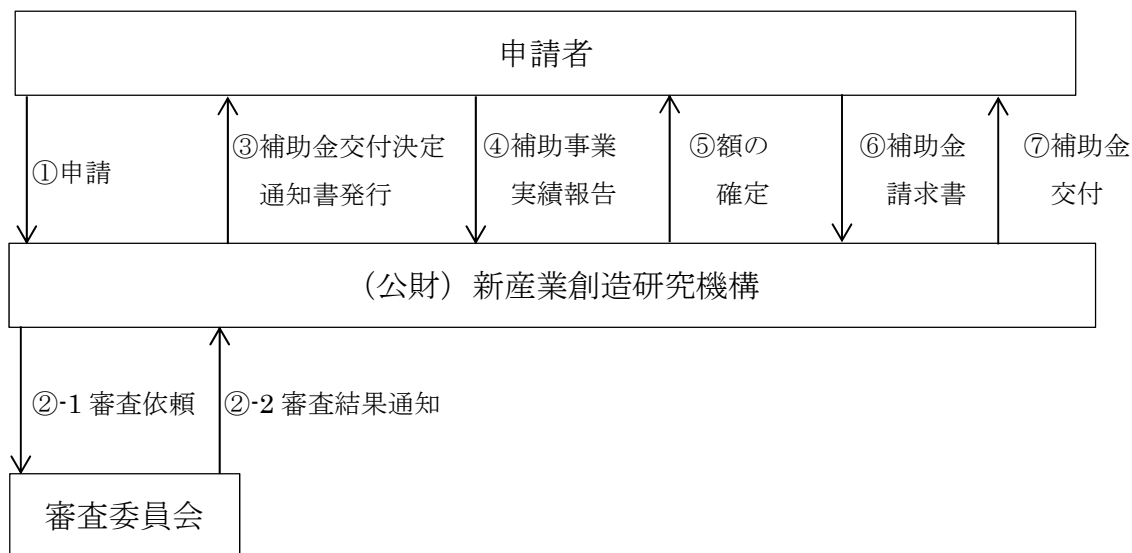 申請者
①申請
③補助金交付決定
通知書発行
④補助事業
実績報告
⑤額の
確定
⑥補助金
請求書
⑦補助金
交付
（公財）新産業創造研究機構
②-1 審査依頼
②-2 審査結果通知
審査委員会